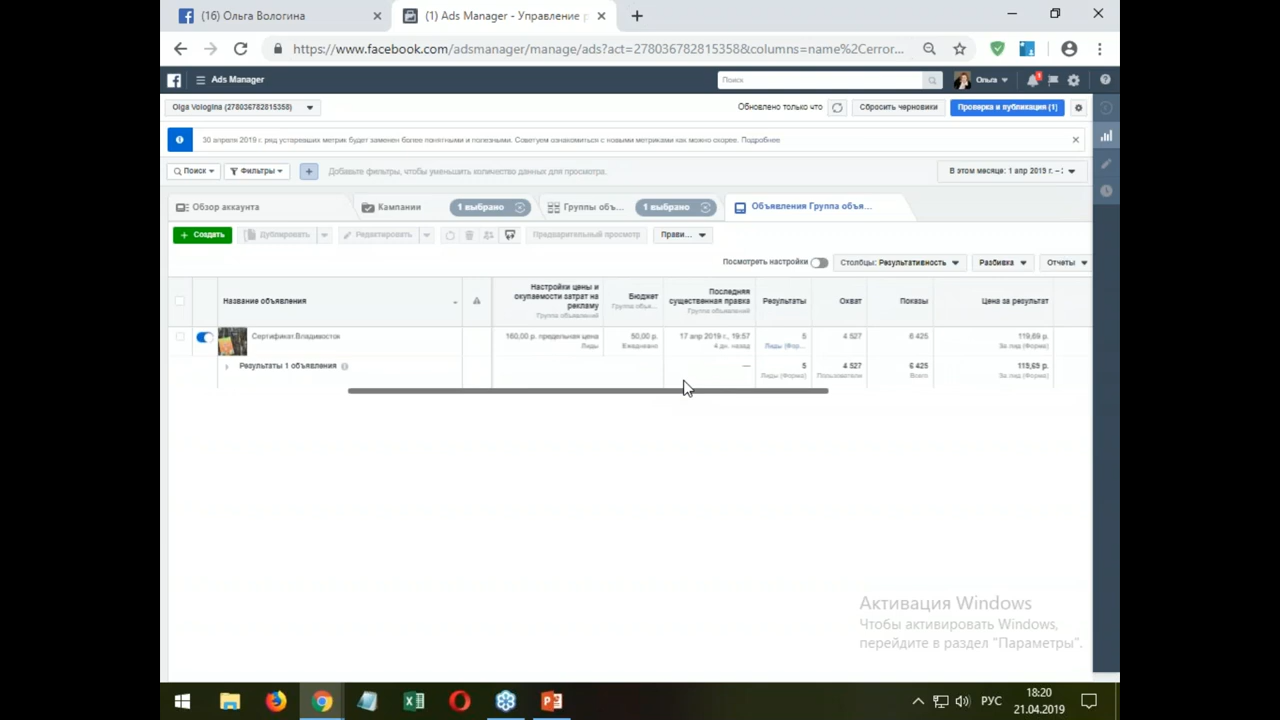 (16) Ольга Вологина
(1) Ads Manager - Управление р
https://www.facebook.com/adsmanager/manage/ads?act=278036782815358&columns=name%2Cerror...
Ads Manager
Поиск
Ольга
Olga Vologina (278036782815358)
Обновлено только что
Сбросить черновики
Проверка и публикация (1)
30 апреля 2019 г. ряд устаревших метрик будет заменен более понятными и полезными. Советуем ознакомиться с новыми метриками как можно скорее. Подробнее
Поиск
Фильтры
Добавьте фильтры, чтобы уменьшить количество данных для просмотра.
В этом месяце: 1 апр 2019 г. –
Обзор аккаунта
Кампании
1 выбрано
Группы объ...
1 выбрано
Объявления Группа объя...
+ Создать
Дублировать
Редактировать
Предварительный просмотр
Прави...
Посмотреть настройки
Столбцы: Результативность
Разбивка
Отчеты
Название объявления
Настройки цены и окупаемости затрат на рекламу
Группа объявлений
Бюджет
Группа объя...
Последняя существенная правка
Группа объявлений
Результаты
Охват
Показы
Цена за результат
Сертификат.Владивосток
160,00 р. предельная цена
Лиды
50,00 р.
Ежедневно
17 апр 2019 г., 19:57
4 дн. назад
5
Лиды (Фор...
4 527
6 425
119,69 р.
За лид (Форма)
Результаты 1 объявления
—
5
Лиды (Форма)
4 527
Пользователи
6 425
Всего
119,69 р.
За лид (Форма)
Активация Windows
Чтобы активировать Windows,
перейдите в раздел "Параметры".
РУС
18:20
21.04.2019